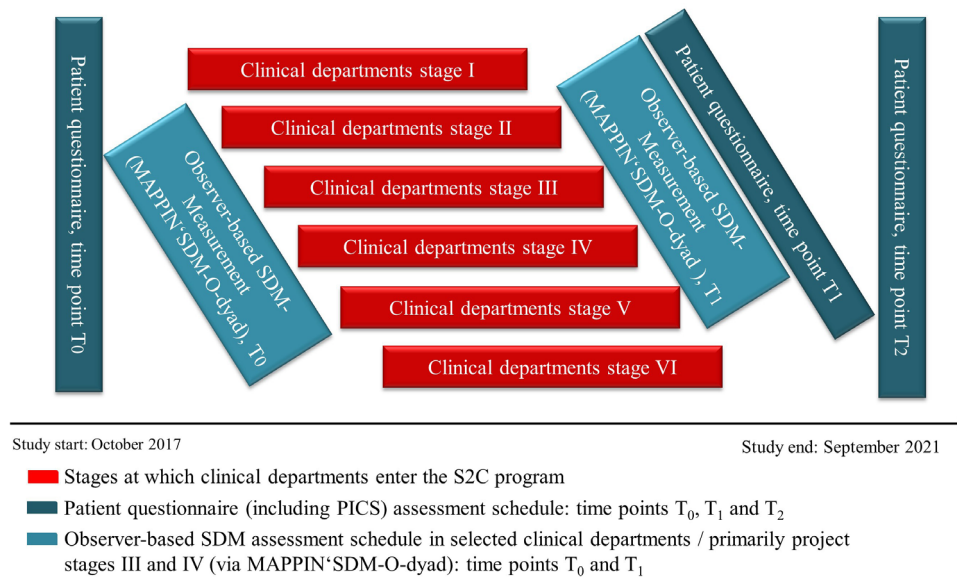 Patient questionnaire, time point T0
Observer-based SDM-
Measurement
(MAPPIN‘SDM-O-dyad), T0
Clinical departments stage I
Clinical departments stage II
Clinical departments stage III
Clinical departments stage IV
Clinical departments stage V
Clinical departments stage VI
Observer-based SDM-
Measurement
(MAPPIN‘SDM-O-dyad ), T1
Patient questionnaire, time point T1
Patient questionnaire, time point T2
Study start: October 2017
Study end: September 2021
Stages at which clinical departments enter the S2C program
Patient questionnaire (including PICS) assessment schedule: time points T0, T1 and T2
Observer-based SDM assessment schedule in selected clinical departments / primarily project
stages III and IV (via MAPPIN‘SDM-O-dyad): time points T0 and T1